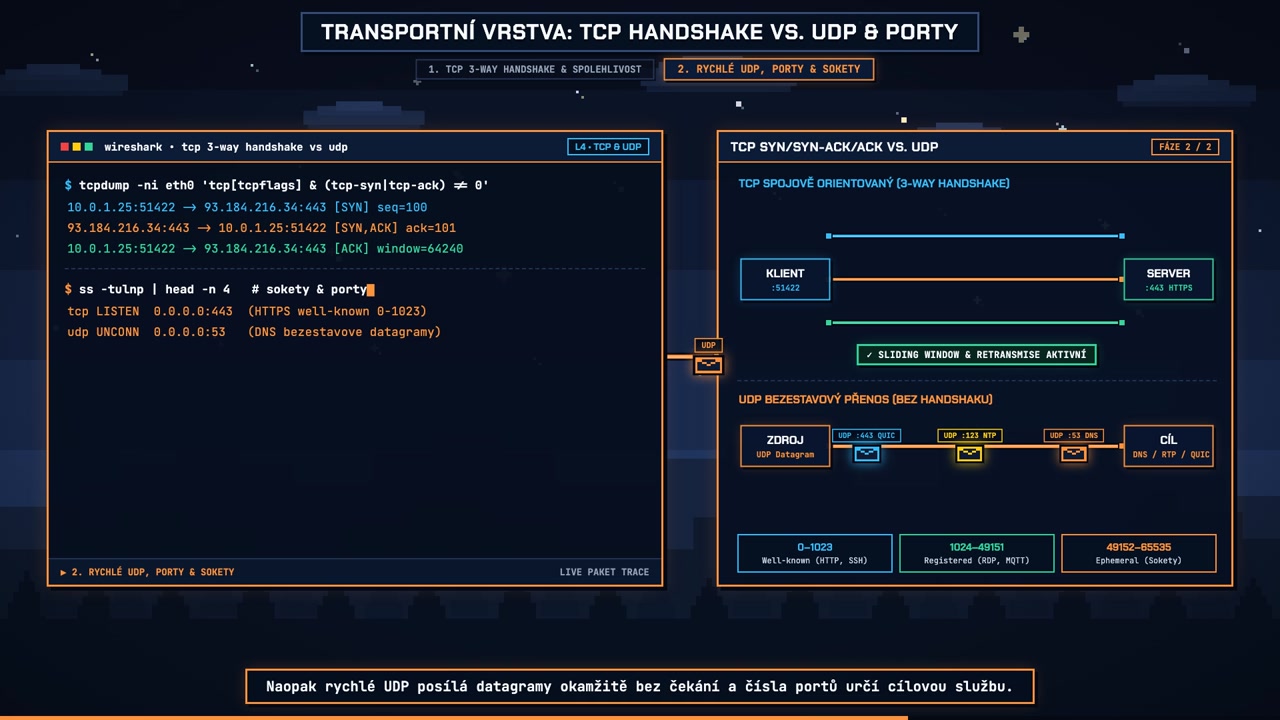 TRANSPORTNÍ VRSTVA: TCP HANDSHAKE VS. UDP & PORTY
1. TCP 3-WAY HANDSHAKE & SPOLEHLIVOST
2. RYCHLÉ UDP, PORTY & SOKETY
wireshark • tcp 3-way handshake vs udp
L4 • TCP & UDP
$ tcpdump -ni eth0 'tcp[tcpflags] & (tcp-syn|tcp-ack) ≠ 0'
10.0.1.25:51422 → 93.184.216.34:443 [SYN] seq=100
93.184.216.34:443 → 10.0.1.25:51422 [SYN,ACK] ack=101
10.0.1.25:51422 → 93.184.216.34:443 [ACK] window=64240
$ ss -tulnp | head -n 4 # sokety & porty
tcp LISTEN 0.0.0.0:443 (HTTPS well-known 0-1023)
udp UNCONN 0.0.0.0:53 (DNS bezestavove datagramy)
▶ 2. RYCHLÉ UDP, PORTY & SOKETY
LIVE PAKET TRACE
UDP
TCP SYN/SYN-ACK/ACK VS. UDP
FÁZE 2 / 2
TCP SPOJOVĚ ORIENTOVANÝ (3-WAY HANDSHAKE)
KLIENT
:51422
SERVER
:443 HTTPS
✓ SLIDING WINDOW & RETRANSMISE AKTIVNÍ
UDP BEZESTAVOVÝ PŘENOS (BEZ HANDSHAKU)
ZDROJ
UDP Datagram
UDP :443 QUIC
UDP :123 NTP
UDP :53 DNS
CÍL
DNS / RTP / QUIC
0–1023
Well-known (HTTP, SSH)
1024–49151
Registered (RDP, MQTT)
49152–65535
Ephemeral (Sokety)
Naopak rychlé UDP posílá datagramy okamžitě bez čekání a čísla portů určí cílovou službu.